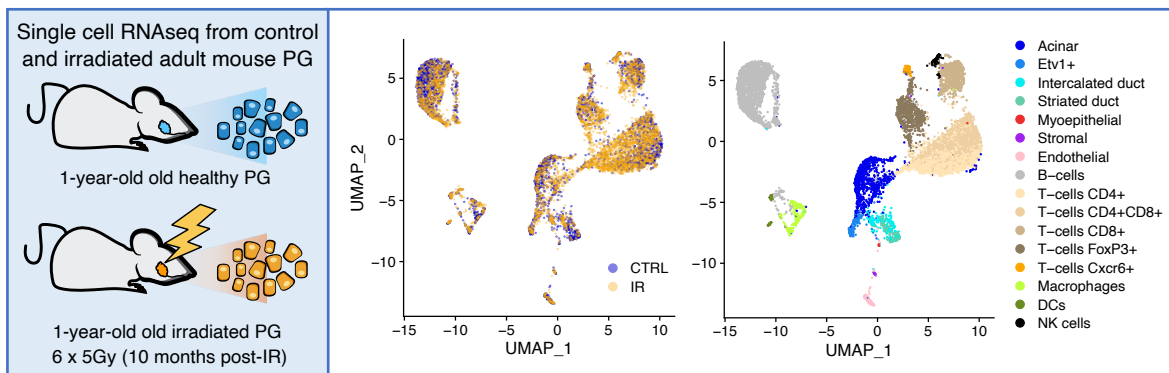 Single cell RNAseq from control
and irradiated adult mouse PG
1-year-old old healthy PG
1-year-old old irradiated PG
6 x 5Gy (10 months post-IR)
UMAP_2
5
0
−5
−10
−15
−10
−5
0
5
10
UMAP_1
CTRL
IR
5
0
−5
−10
−15
−10
−5
0
5
10
UMAP_1
Acinar
Etv1+
Intercalated duct
Striated duct
Myoepithelial
Stromal
Endothelial
B-cells
T-cells CD4+
T-cells CD4+CD8+
T-cells CD8+
T-cells FoxP3+
T-cells Cxcr6+
Macrophages
DCs
NK cells